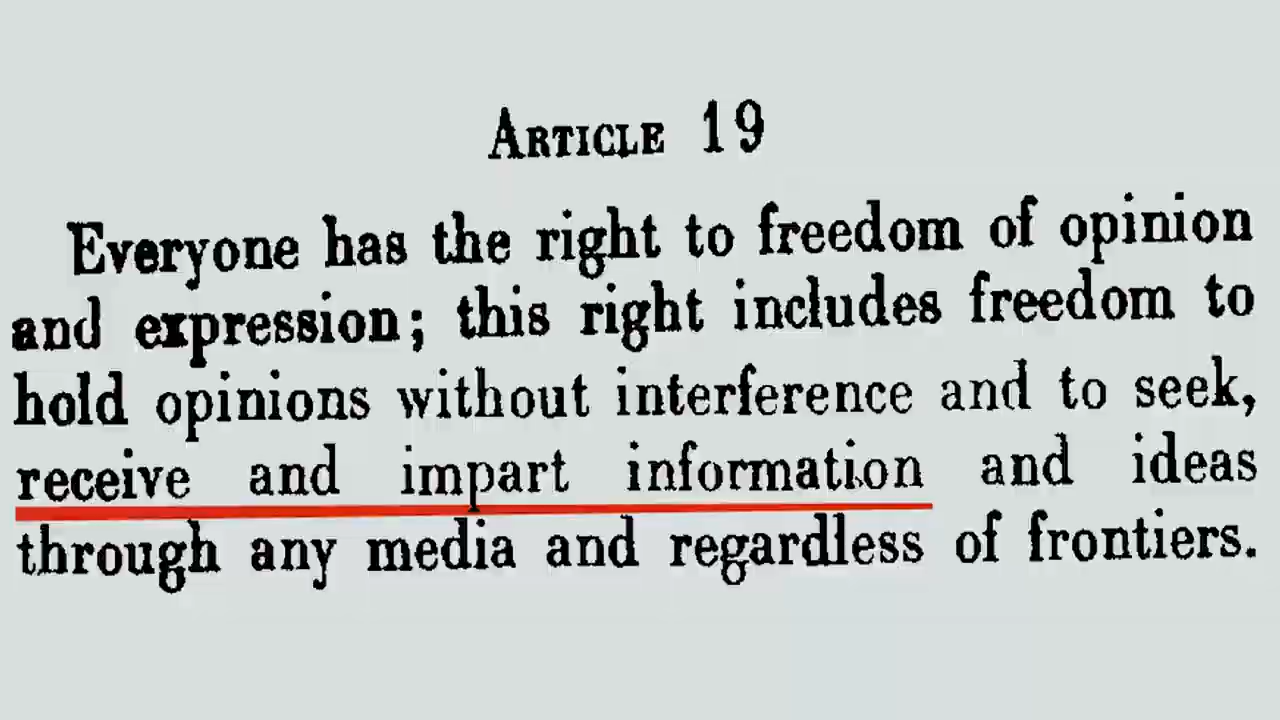 ARTICLE 19
Everyone has the right to freedom of opinion
and expression; this right includes freedom to
hold opinions without interference and to seek,
receive and impart information and ideas
through any media and regardless of frontiers.